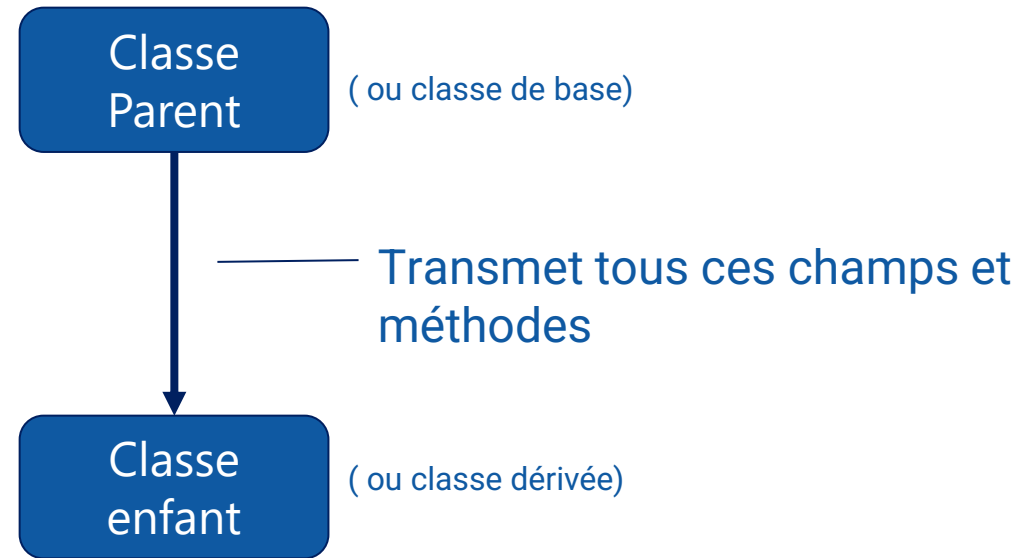 Classe
Parent
( ou classe de base)
Transmet tous ces champs et
méthodes
Classe
enfant
( ou classe dérivée)